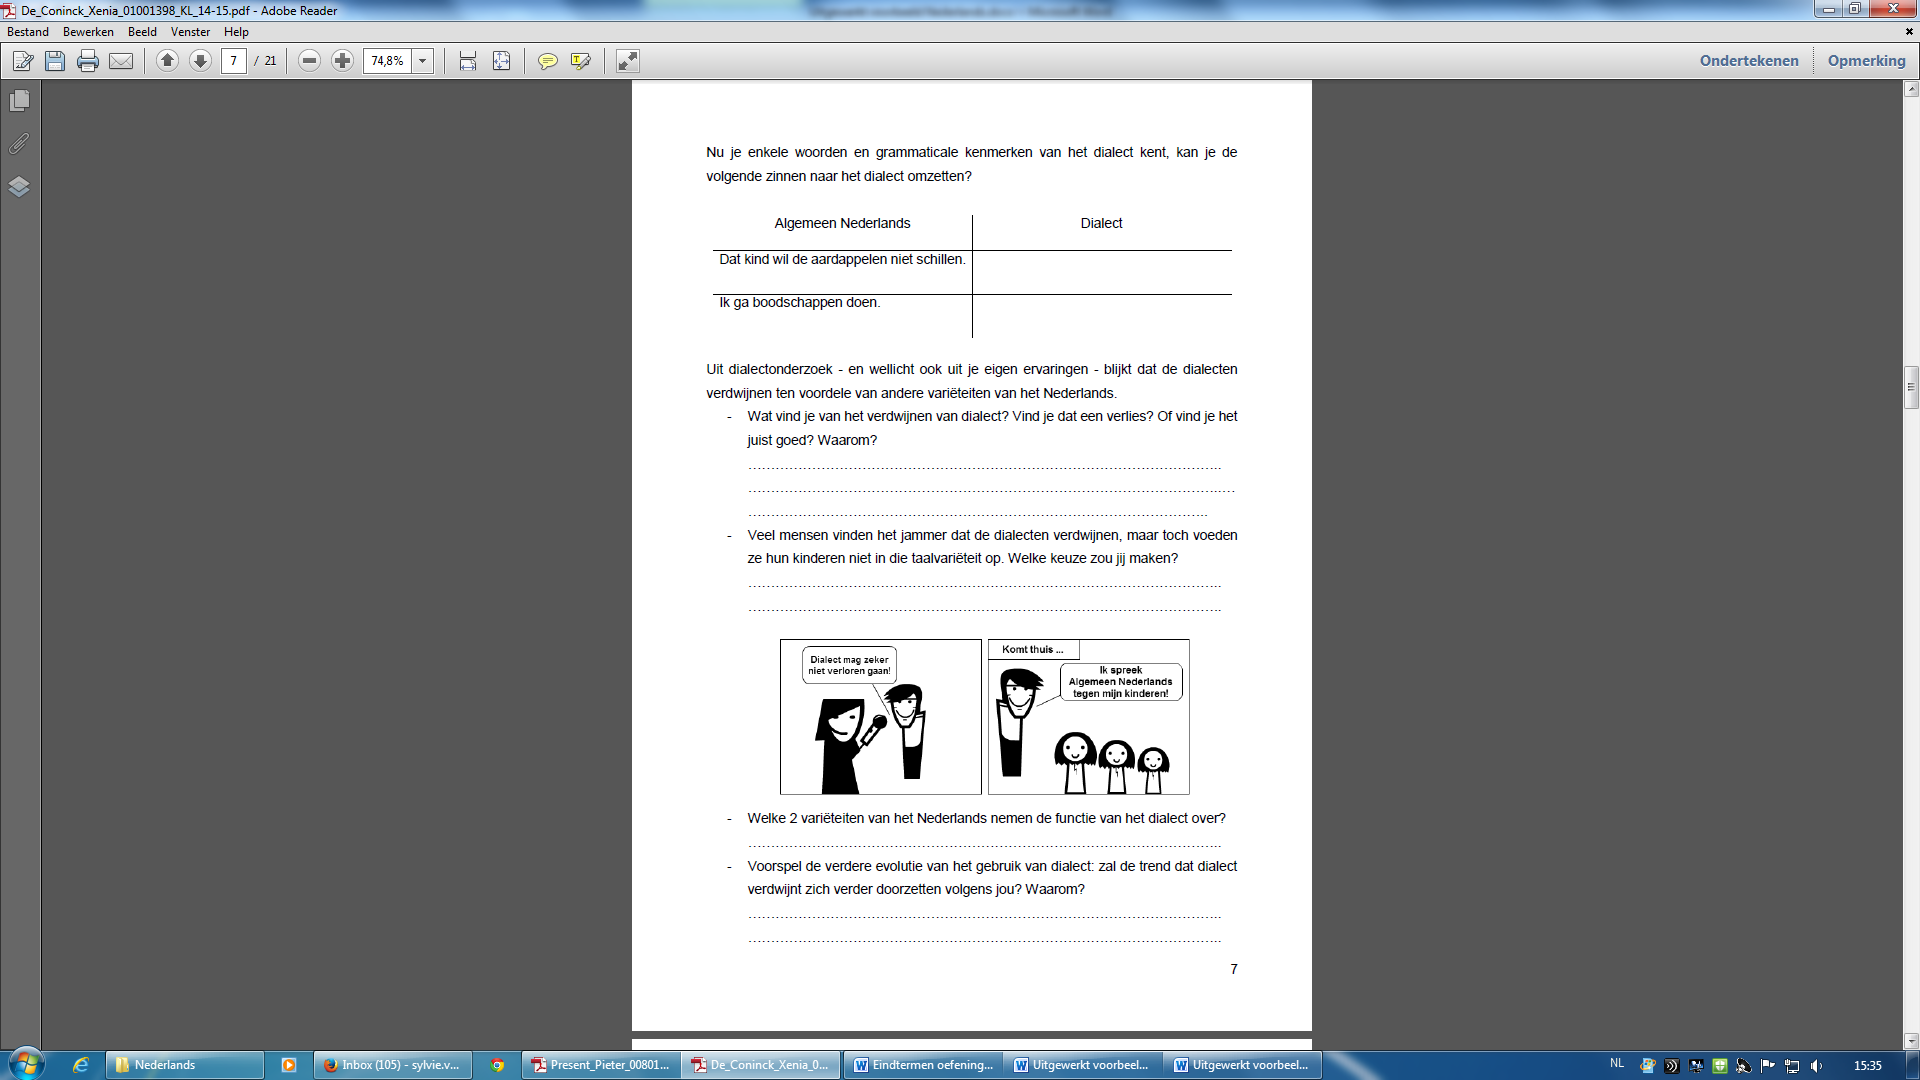 De_Coninck_Xenia_01001398_KL_14-15.pdf - Adobe Reader
Bestand Bewerken Beeld Venster Help
7 / 21 74,8% Ondertekenen Opmerking
Nu je enkele woorden en grammaticale kenmerken van het dialect kent, kan je de
volgende zinnen naar het dialect omzetten?
Algemeen Nederlands Dialect
Dat kind wil de aardappelen niet schillen.
Ik ga boodschappen doen.
Uit dialectonderzoek - en wellicht ook uit je eigen ervaringen - blijkt dat de dialecten
verdwijnen ten voordele van andere variëteiten van het Nederlands.
- Wat vind je van het verdwijnen van dialect? Vind je dat een verlies? Of vind je het
juist goed? Waarom?
- Veel mensen vinden het jammer dat de dialecten verdwijnen, maar toch voeden
ze hun kinderen niet in die taalvariëteit op. Welke keuze zou jij maken?
Dialect mag zeker
niet verloren gaan!
Komt thuis ...
Ik spreek
Algemeen Nederlands
tegen mijn kinderen!
- Welke 2 variëteiten van het Nederlands nemen de functie van het dialect over?
- Voorspel de verdere evolutie van het gebruik van dialect: zal de trend dat dialect
verdwijnt zich verder doorzetten volgens jou? Waarom?
7
Nederlands Inbox (105) - sylvie.v... Present_Pieter_00801... De_Coninck_Xenia_0... Eindtermen oefening... Uitgewerkt voorbeel... Uitgewerkt voorbeel... NL 15:35